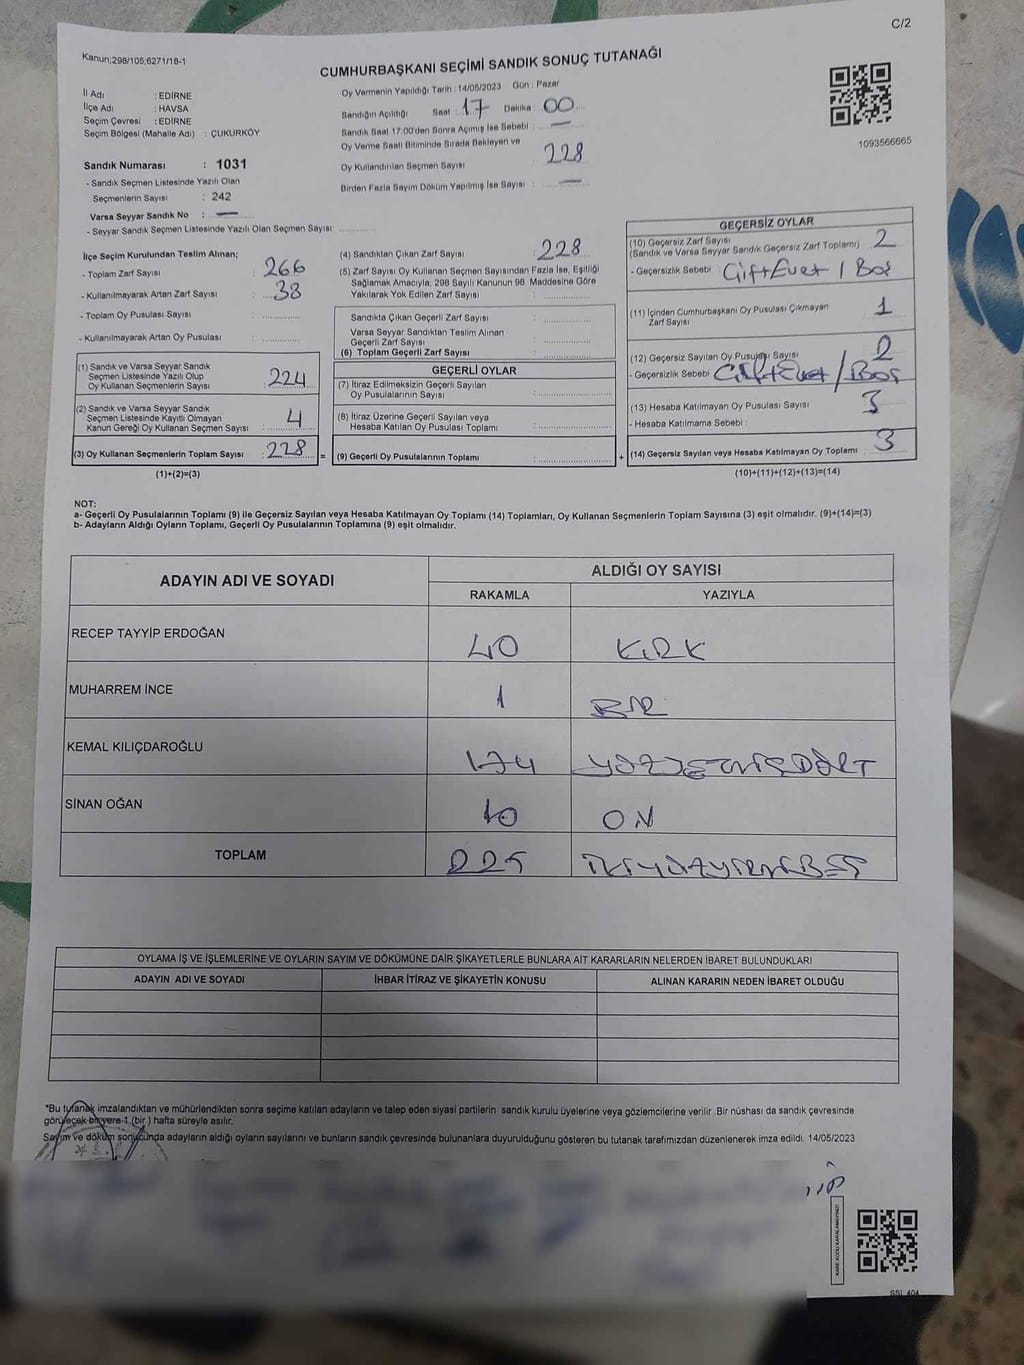 C/2
Kanun;298/105;6271/18-1
CUMHURBAŞKANI SEÇİMİ SANDIK SONUÇ TUTANAĞI
İl Adı : EDİRNE
İlçe Adı : HAVSA
Seçim Çevresi : EDİRNE
Seçim Bölgesi (Mahalle Adı) : ÇUKURKÖY
Sandık Numarası : 1031
- Sandık Seçmen Listesinde Yazılı Olan
Seçmenlerin Sayısı : 242
Varsa Seyyar Sandık No : —
- Seyyar Sandık Seçmen Listesinde Yazılı Olan Seçmen Sayısı:
Oy Vermenin Yapıldığı Tarih : 14/05/2023 Gün : Pazar
Sandığın Açıldığı Saat : 17 Dakika : 00
Sandık Saat 17:00'den Sonra Açımış İse Sebebi : —
Oy Verme Saati Bitiminde Sırada Bekleyen ve
Oy Kullandırılan Seçmen Sayısı : 228
Birden Fazla Sayım Döküm Yapılmış İse Sayısı : —
1093566665
İlçe Seçim Kurulundan Teslim Alınan;
- Toplam Zarf Sayısı : 266
- Kullanılmayarak Artan Zarf Sayısı : 38
- Toplam Oy Pusulası Sayısı :
- Kullanılmayarak Artan Oy Pusulası :
(1) Sandık ve Varsa Seyyar Sandık
Seçmen Listesinde Yazılı Olup
Oy Kullanan Seçmenlerin Sayısı : 224
(2) Sandık ve Varsa Seyyar Sandık
Seçmen Listesinde Kayıtlı Olmayan
Kanun Gereği Oy Kullanan Seçmen Sayısı : 4
(3) Oy Kullanan Seçmenlerin Toplam Sayısı : 228 =
(1)+(2)=(3)
(4) Sandıktan Çıkan Zarf Sayısı : 228
(5) Zarf Sayısı Oy Kullanan Seçmen Sayısından Fazla İse, Eşitliği
Sağlamak Amacıyla, 298 Sayılı Kanunun 98. Maddesine Göre
Yakılarak Yok Edilen Zarf Sayısı :
Sandıkta Çıkan Geçerli Zarf Sayısı :
Varsa Seyyar Sandıktan Teslim Alınan
Geçerli Zarf Sayısı :
(6) Toplam Geçerli Zarf Sayısı :
GEÇERLİ OYLAR
(7) İtiraz Edilmeksizin Geçerli Sayılan
Oy Pusulalarının Sayısı :
(8) İtiraz Üzerine Geçerli Sayılan veya
Hesaba Katılan Oy Pusulası Toplamı :
(9) Geçerli Oy Pusulalarının Toplamı : +
GEÇERSİZ OYLAR
(10) Geçersiz Zarf Sayısı
(Sandık ve Varsa Seyyar Sandık Geçersiz Zarf Toplamı) 2
- Geçersizlik Sebebi : Çift Evet / Boş
(11) İçinden Cumhurbaşkanı Oy Pusulası Çıkmayan
Zarf Sayısı : 1
(12) Geçersiz Sayılan Oy Pusulası Sayısı : 2
- Geçersizlik Sebebi Çift Evet / Boş
(13) Hesaba Katılmayan Oy Pusulası Sayısı : 3
- Hesaba Katılmama Sebebi :
(14) Geçersiz Sayılan veya Hesaba Katılmayan Oy Toplamı : 3
(10)+(11)+(12)+(13)=(14)
NOT:
a- Geçerli Oy Pusulalarının Toplamı (9) ile Geçersiz Sayılan veya Hesaba Katılmayan Oy Toplamı (14) Toplamları, Oy Kullanan Seçmenlerin Toplam Sayısına (3) eşit olmalıdır. (9)+(14)=(3)
b- Adayların Aldığı Oyların Toplamı, Geçerli Oy Pusulalarının Toplamına (9) eşit olmalıdır.
ADAYIN ADI VE SOYADI ALDIĞI OY SAYISI
RAKAMLA YAZIYLA
RECEP TAYYİP ERDOĞAN 40 KIRK
MUHARREM İNCE 1 BİR
KEMAL KILIÇDAROĞLU 174 YÜZYETMİŞDÖRT
SİNAN OĞAN 10 ON
TOPLAM 225 İKİYÜZYİRMİBEŞ
OYLAMA İŞ VE İŞLEMLERİNE VE OYLARIN SAYIM VE DÖKÜMÜNE DAİR ŞİKAYETLERLE BUNLARA AİT KARARLARIN NELERDEN İBARET BULUNDUKLARI
ADAYIN ADI VE SOYADI İHBAR İTİRAZ VE ŞİKAYETİN KONUSU ALINAN KARARIN NEDEN İBARET OLDUĞU
*Bu tutanak imzalandıktan ve mühürlendikten sonra seçime katılan adayların ve talep eden siyasi partilerin sandık kurulu üyelerine veya gözlemcilerine verilir. Bir nüshası da sandık çevresinde
görülecek bir yere 1 (bir) hafta süreyle asılır.
Sayım ve döküm sonucunda adayların aldığı oyların sayılarını ve bunların sandık çevresinde bulunanlara duyurulduğunu gösteren bu tutanak tarafımızdan düzenlenerek imza edildi. 14/05/2023
SSL 404